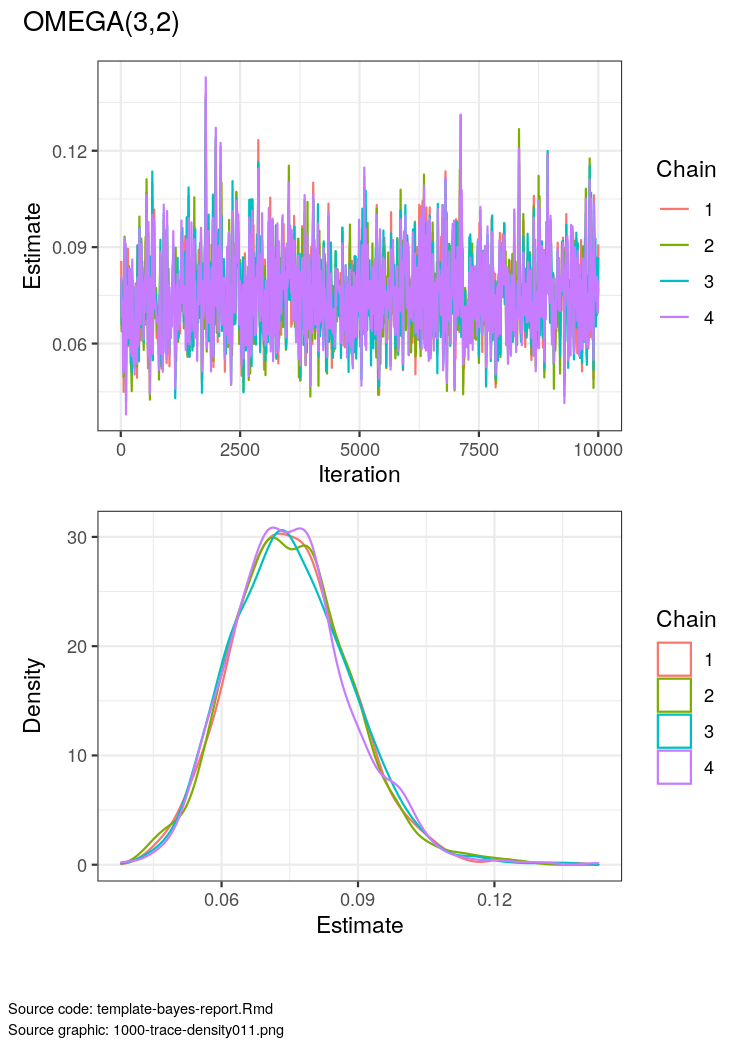 OMEGA(3,2)
0.12
0.09
0.06
Estimate
0 2500 5000 7500 10000
Iteration
Chain
1
2
3
4
30
20
10
0
Density
0.06 0.09 0.12
Estimate
Chain
1
2
3
4
Source code: template-bayes-report.Rmd
Source graphic: 1000-trace-density011.png